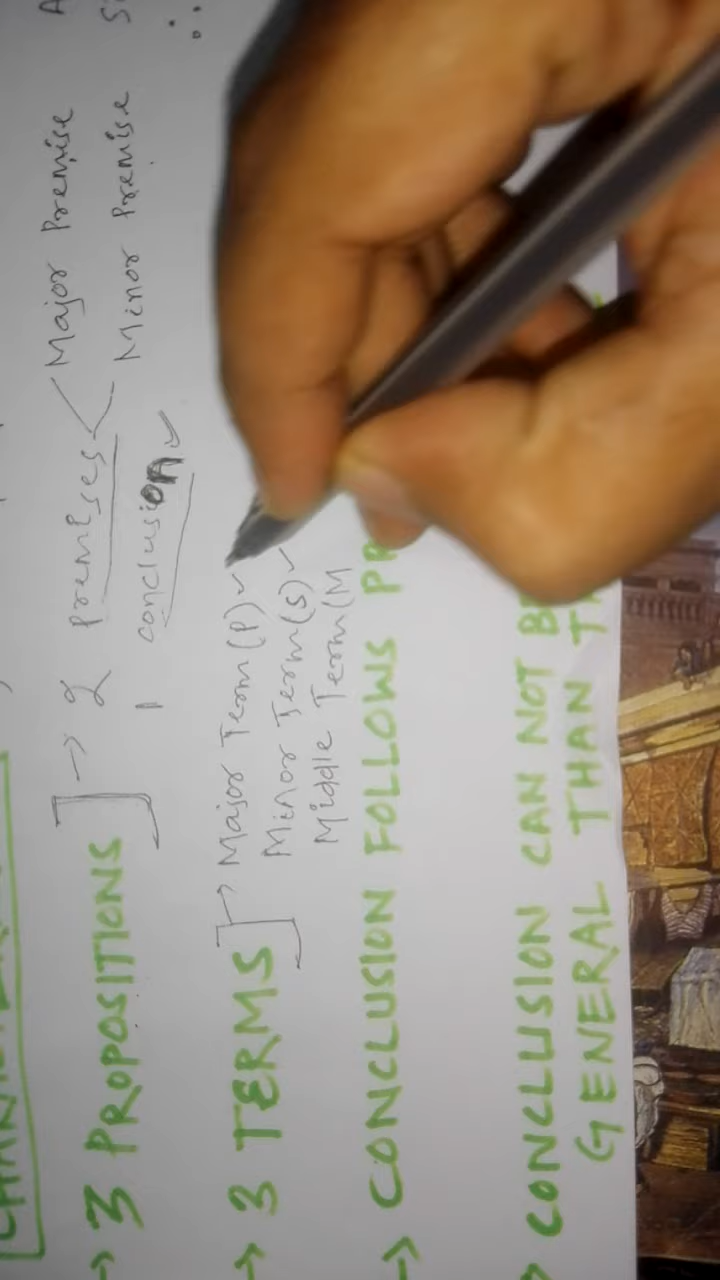 → 3 PROPOSITIONS ] → 2 premises < Major Premise
Minor Premise
1 conclusion ✓
→ 3 TERMS ] → Major Term (P) ✓
Minor Term (S) ✓
Middle Term (M
→ CONCLUSION FOLLOWS
CONCLUSION CAN NOT
GENERAL THAN